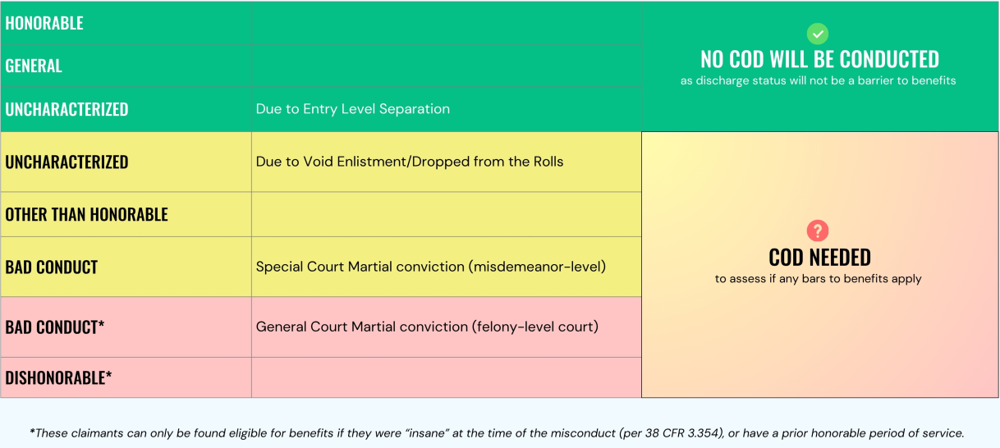 HONORABLE
GENERAL
UNCHARACTERIZED Due to Entry Level Separation
NO COD WILL BE CONDUCTED
as discharge status will not be a barrier to benefits
UNCHARACTERIZED Due to Void Enlistment/Dropped from the Rolls
OTHER THAN HONORABLE
BAD CONDUCT Special Court Martial conviction (misdemeanor-level)
BAD CONDUCT* General Court Martial conviction (felony-level court)
DISHONORABLE*
?
COD NEEDED
to assess if any bars to benefits apply
*These claimants can only be found eligible for benefits if they were “insane” at the time of the misconduct (per 38 CFR 3.354), or have a prior honorable period of service.